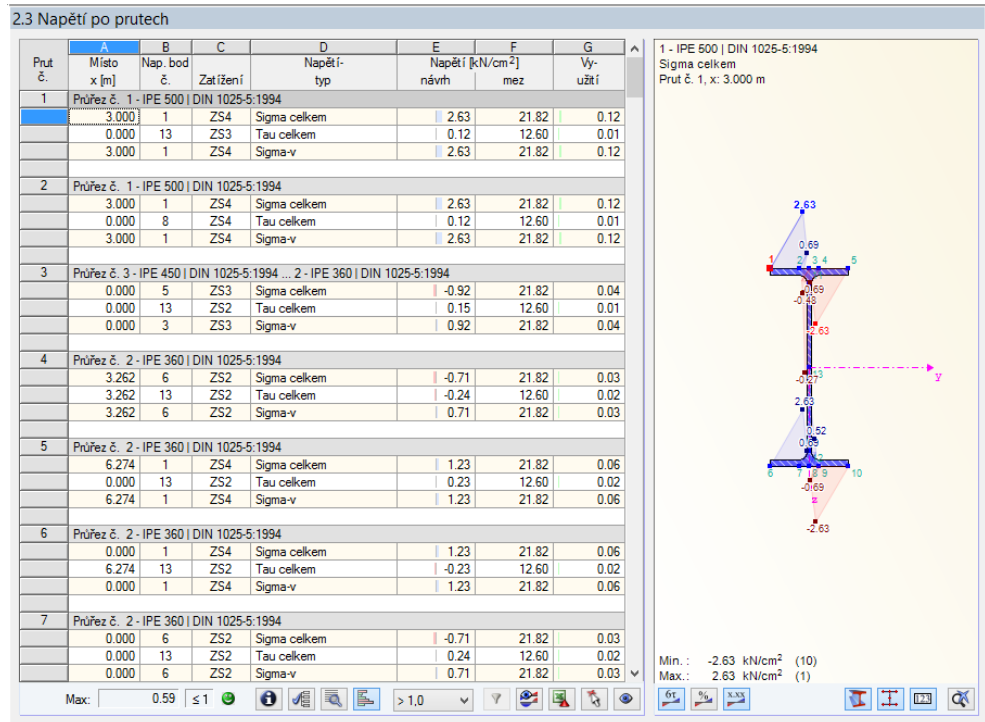 2.3 Napětí po prutech
A B C D E F G
Prut Místo Nap. bod Napětí- Napětí [kN/cm²] Vy-
č. x [m] č. Zatížení typ návrh mez užití
1 Průřez č. 1 - IPE 500 | DIN 1025-5:1994
3.000 1 ZS4 Sigma celkem 2.63 21.82 0.12
0.000 13 ZS3 Tau celkem 0.12 12.60 0.01
3.000 1 ZS4 Sigma-v 2.63 21.82 0.12
2 Průřez č. 1 - IPE 500 | DIN 1025-5:1994
3.000 1 ZS4 Sigma celkem 2.63 21.82 0.12
0.000 8 ZS4 Tau celkem 0.12 12.60 0.01
3.000 1 ZS4 Sigma-v 2.63 21.82 0.12
3 Průřez č. 3 - IPE 450 | DIN 1025-5:1994 ... 2 - IPE 360 | DIN 1025-5:1994
0.000 5 ZS3 Sigma celkem -0.92 21.82 0.04
0.000 13 ZS2 Tau celkem 0.15 12.60 0.01
0.000 3 ZS3 Sigma-v 0.92 21.82 0.04
4 Průřez č. 2 - IPE 360 | DIN 1025-5:1994
3.262 6 ZS2 Sigma celkem -0.71 21.82 0.03
3.262 13 ZS2 Tau celkem -0.24 12.60 0.02
3.262 6 ZS2 Sigma-v 0.71 21.82 0.03
5 Průřez č. 2 - IPE 360 | DIN 1025-5:1994
6.274 1 ZS4 Sigma celkem 1.23 21.82 0.06
0.000 13 ZS2 Tau celkem 0.23 12.60 0.02
6.274 1 ZS4 Sigma-v 1.23 21.82 0.06
6 Průřez č. 2 - IPE 360 | DIN 1025-5:1994
0.000 1 ZS4 Sigma celkem 1.23 21.82 0.06
6.274 13 ZS2 Tau celkem -0.23 12.60 0.02
0.000 1 ZS4 Sigma-v 1.23 21.82 0.06
7 Průřez č. 2 - IPE 360 | DIN 1025-5:1994
0.000 6 ZS2 Sigma celkem -0.71 21.82 0.03
0.000 13 ZS2 Tau celkem 0.24 12.60 0.02
0.000 6 ZS2 Sigma-v 0.71 21.82 0.03
Max: 0.59 ≤ 1 > 1,0
1 - IPE 500 | DIN 1025-5:1994
Sigma celkem
Prut č. 1, x: 3.000 m
2.63
0.69
1 2 3 4 5
0.69
-0.48
-2.63
13
-0.27
y
2.63
0.52
0.69
12
6 7 8 9 10
-0.69
z
-2.63
Min. : -2.63 kN/cm² (10)
Max.: 2.63 kN/cm² (1)
6τ % x.xx 123